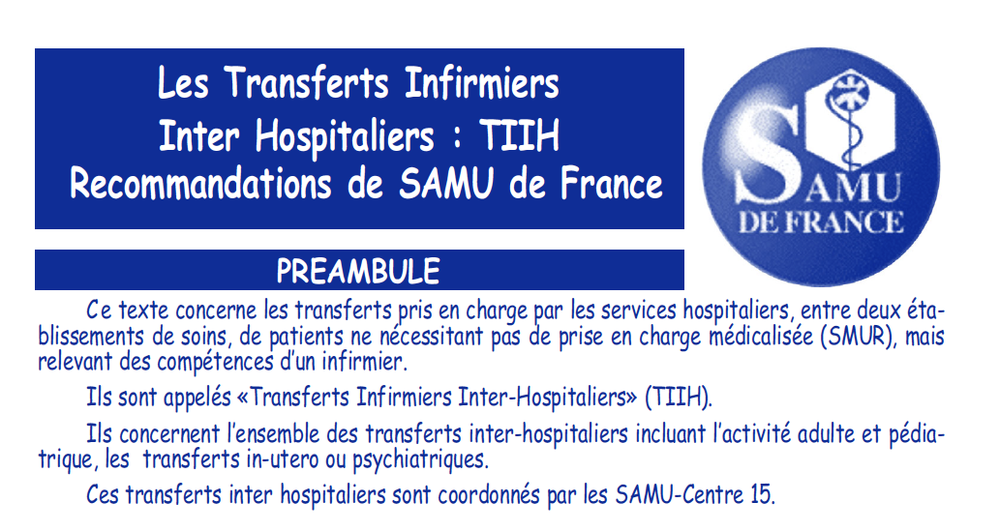 Les Transferts Infirmiers
Inter Hospitaliers : TIIH
Recommandations de SAMU de France
SAMU
DE FRANCE
PREAMBULE
Ce texte concerne les transferts pris en charge par les services hospitaliers, entre deux éta-
blissements de soins, de patients ne nécessitant pas de prise en charge médicalisée (SMUR), mais
relevant des compétences d'un infirmier.
Ils sont appelés «Transferts Infirmiers Inter-Hospitaliers» (TIIH).
Ils concernent l'ensemble des transferts inter-hospitaliers incluant l'activité adulte et pédia-
trique, les transferts in-utero ou psychiatriques.
Ces transferts inter hospitaliers sont coordonnés par les SAMU-Centre 15.